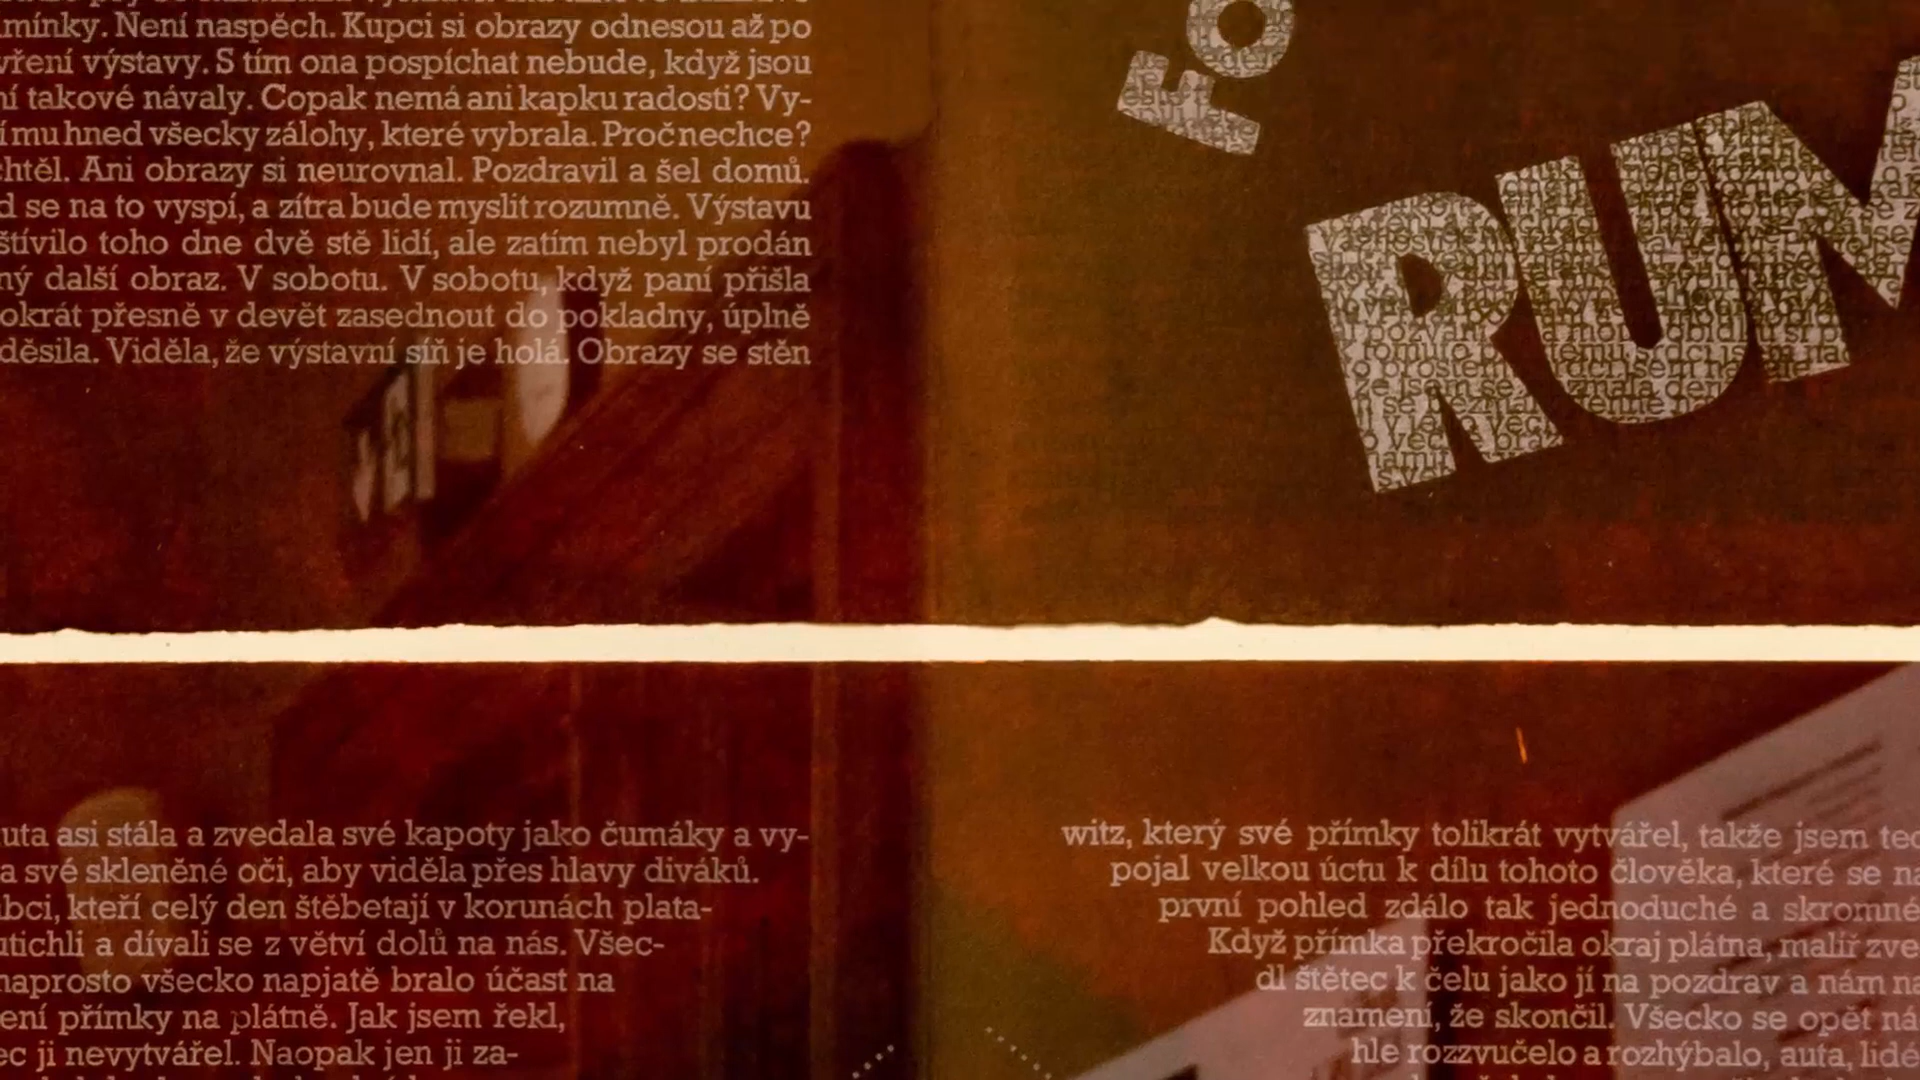 mínky. Není naspěch. Kupci si obrazy odnesou až po
vření výstavy. S tím ona pospíchat nebude, když jsou
ní takové návaly. Copak nemá ani kapku radosti? Vy-
í mu hned všecky zálohy, které vybrala. Proč nechce?
chtěl. Ani obrazy si neurovnal. Pozdravil a šel domů.
d se na to vyspí, a zítra bude myslit rozumně. Výstavu
štívilo toho dne dvě stě lidí, ale zatím nebyl prodán
ný další obraz. V sobotu. V sobotu, když paní přišla
okrát přesně v devět zasednout do pokladny, úplně
děsila. Viděla, že výstavní síň je holá. Obrazy se stěn
FO
RUM
uta asi stála a zvedala své kapoty jako čumáky a vy-
a své skleněné oči, aby viděla přes hlavy diváků.
bci, kteří celý den štěbetají v korunách plata-
utichli a dívali se z větví dolů na nás. Všec-
naprosto všecko napjatě bralo účast na
ení přímky na plátně. Jak jsem řekl,
ec ji nevytvářel. Naopak jen ji za-
witz, který své přímky tolikrát vytvářel, takže jsem tec
pojal velkou úctu k dílu tohoto člověka, které se na
první pohled zdálo tak jednoduché a skromné
Když přímka překročila okraj plátna, malíř zve-
dl štětec k čelu jako jí na pozdrav a nám na
znamení, že skončil. Všecko se opět ná-
hle rozzvučelo a rozhýbalo, auta, lidé